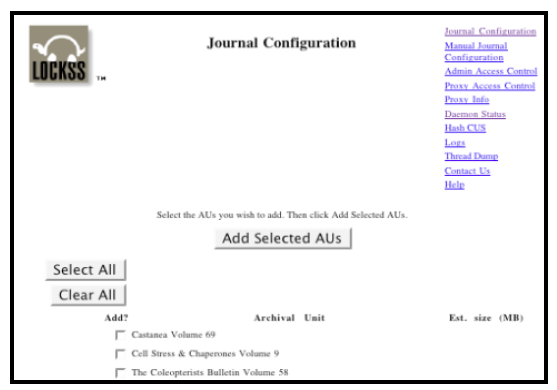 LOCKSS TM
Journal Configuration
Journal Configuration
Manual Journal
Configuration
Admin Access Control
Proxy Access Control
Proxy Info
Daemon Status
Hash CUS
Logs
Thread Dump
Contact Us
Help
Select the AUs you wish to add. Then click Add Selected AUs.
Add Selected AUs
Select All
Clear All
Add? Archival Unit Est. size (MB)
Castanea Volume 69
Cell Stress & Chaperones Volume 9
The Coleopterists Bulletin Volume 58